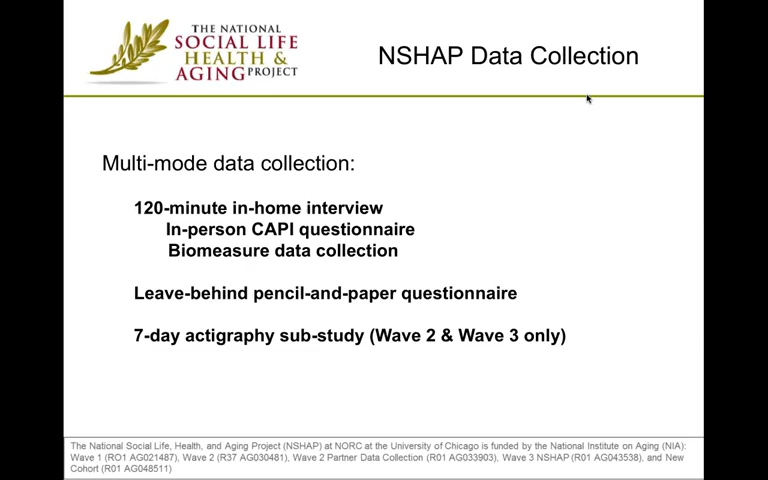 THE NATIONAL
SOCIAL LIFE
HEALTH &
AGING PROJECT
NSHAP Data Collection
Multi-mode data collection:
120-minute in-home interview
In-person CAPI questionnaire
Biomeasure data collection
Leave-behind pencil-and-paper questionnaire
7-day actigraphy sub-study (Wave 2 & Wave 3 only)
The National Social Life, Health, and Aging Project (NSHAP) at NORC at the University of Chicago is funded by the National Institute on Aging (NIA):
Wave 1 (RO1 AG021487), Wave 2 (R37 AG030481), Wave 2 Partner Data Collection (R01 AG033903), Wave 3 NSHAP (R01 AG043538), and New
Cohort (R01 AG048511)